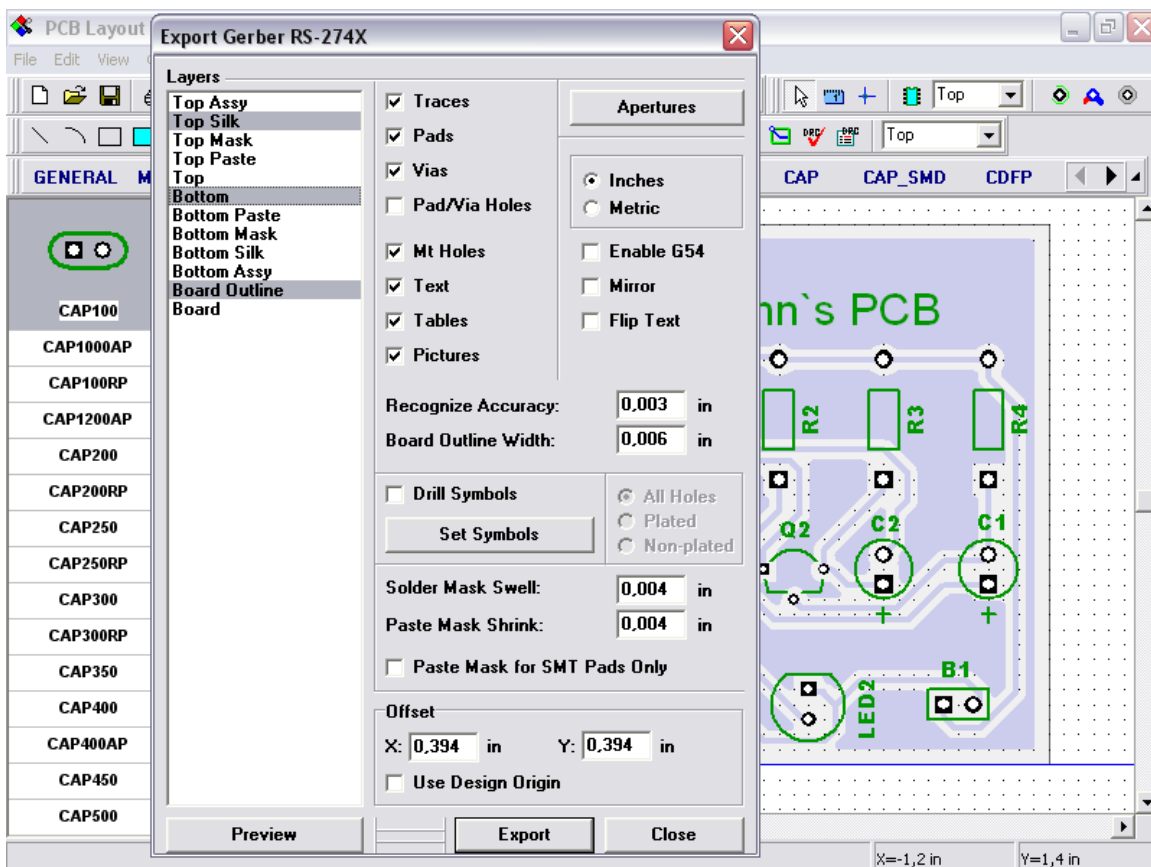 PCB Layout
File Edit View
Export Gerber RS-274X
Layers
Top Assy
Top Silk
Top Mask
Top Paste
Top
Bottom
Bottom Paste
Bottom Mask
Bottom Silk
Bottom Assy
Board Outline
Board
Traces
Pads
Vias
Pad/Via Holes
Mt Holes
Text
Tables
Pictures
Apertures
Inches
Metric
Enable G54
Mirror
Flip Text
Recognize Accuracy: 0,003 in
Board Outline Width: 0,006 in
Drill Symbols
Set Symbols
All Holes
Plated
Non-plated
Solder Mask Swell: 0,004 in
Paste Mask Shrink: 0,004 in
Paste Mask for SMT Pads Only
Offset
X: 0,394 in Y: 0,394 in
Use Design Origin
Preview
Export
Close
Top
DRC DRC Top
GENERAL M
CAP CAP_SMD CDFP
CAP100
CAP1000AP
CAP100RP
CAP1200AP
CAP200
CAP200RP
CAP250
CAP250RP
CAP300
CAP300RP
CAP350
CAP400
CAP400AP
CAP450
CAP500
nn`s PCB
R2 R3 R4
Q2 C2 C1
+ +
LED2 B1
X=-1,2 in Y=1,4 in